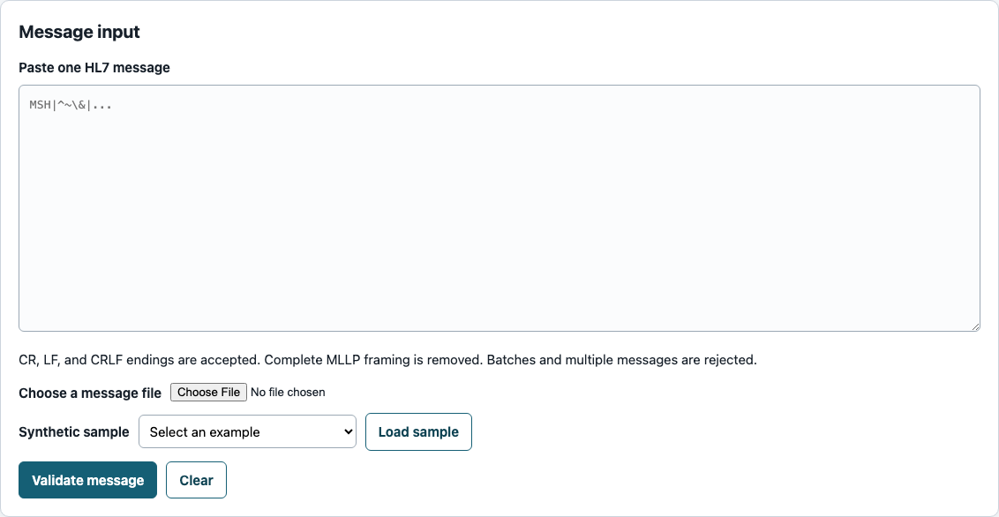 Message input
Paste one HL7 message
MSH|^~\&|...
CR, LF, and CRLF endings are accepted. Complete MLLP framing is removed. Batches and multiple messages are rejected.
Choose a message file Choose File No file chosen
Synthetic sample Select an example Load sample
Validate message Clear